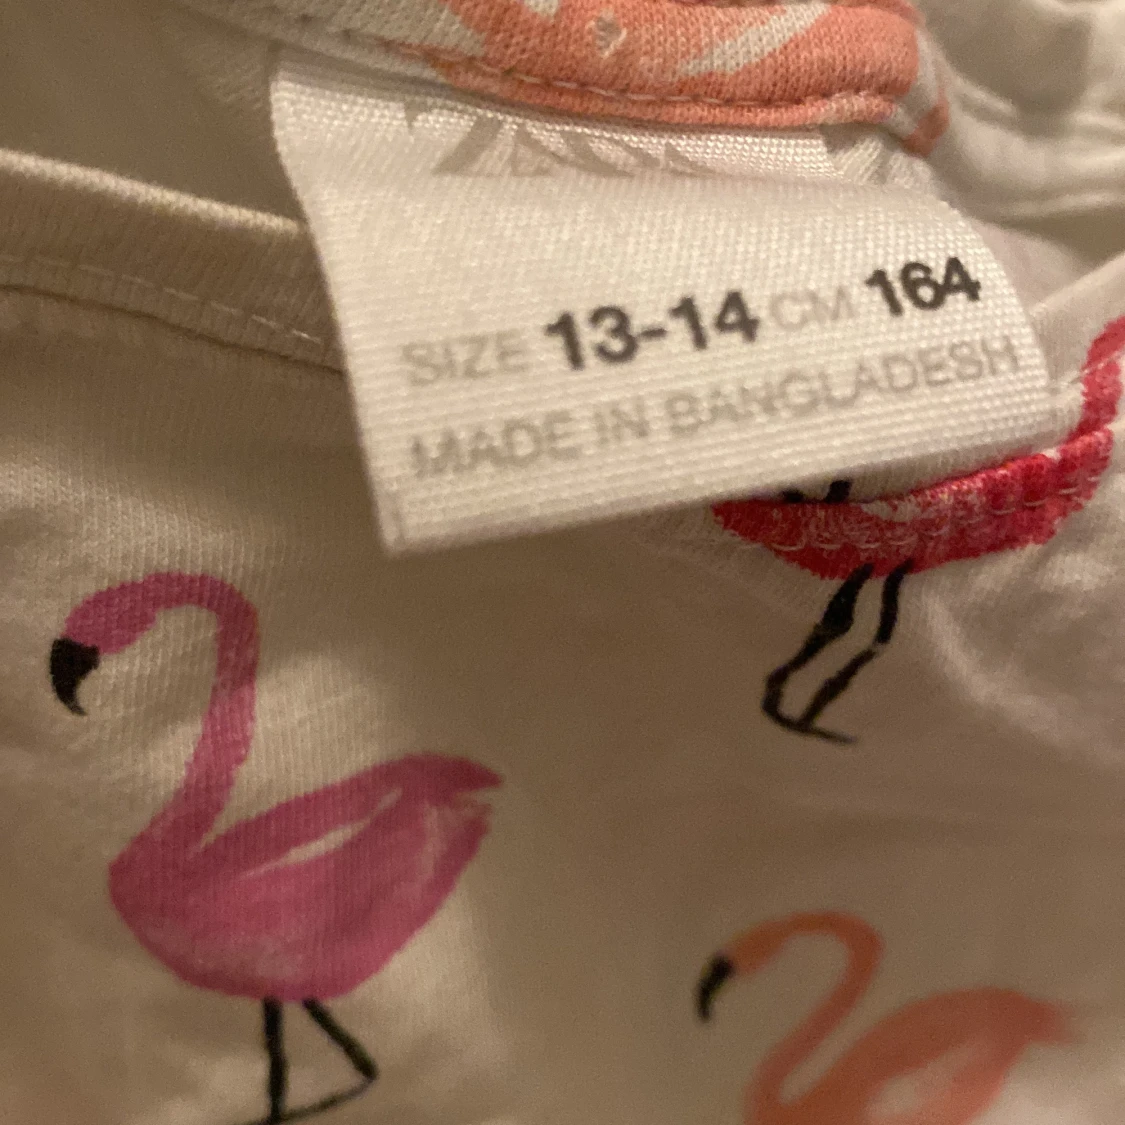 SIZE 13-14 CM 164
MADE IN BANGLADESH